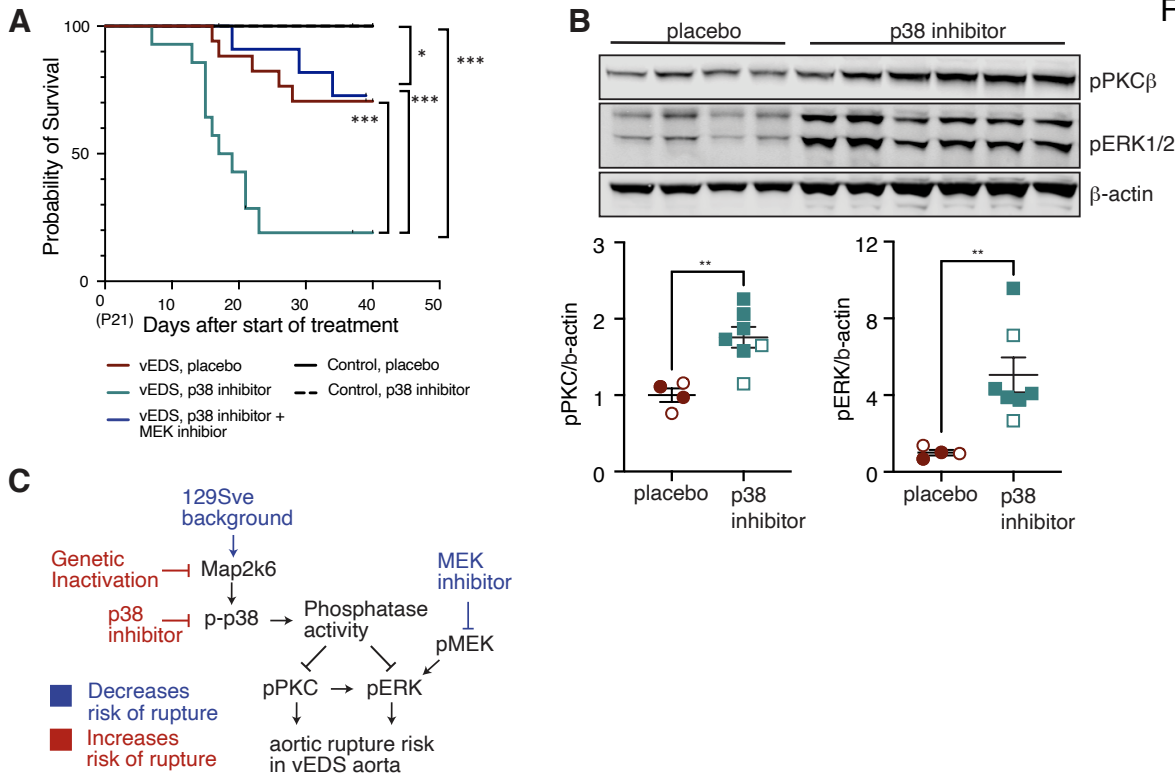 F
A
100
50
0
Probability of Survival
0
10
20
30
40
50
(P21)
Days after start of treatment
*
***
***
***
vEDS, placebo
vEDS, p38 inhibitor
vEDS, p38 inhibitor +
MEK inhibior
Control, placebo
Control, p38 inhibitor
B
placebo
p38 inhibitor
pPKCβ
pERK1/2
β-actin
3
2
1
0
pPKC/b-actin
**
placebo
p38
inhibitor
12
8
4
0
pERK/b-actin
**
placebo
p38
inhibitor
C
129Sve
background
Genetic
Inactivation
Map2k6
MEK
inhibitor
p38
inhibitor
p-p38
Phosphatase
activity
pMEK
pPKC
pERK
Decreases
risk of rupture
Increases
risk of rupture
aortic rupture risk
in vEDS aorta